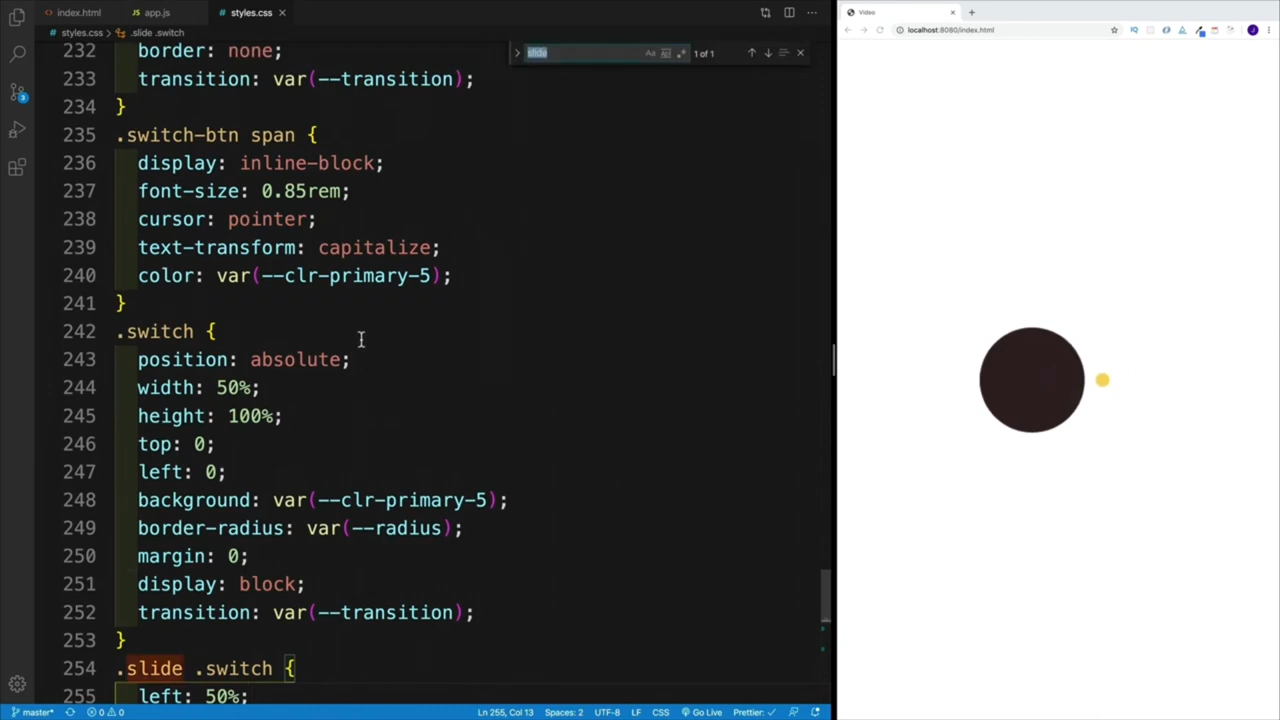 index.html
app.js
styles.css
Video
styles.css > .slide .switch
slide
1 of 1
localhost:8080/index.html
232 border: none;
233 transition: var(--transition);
234 }
235 .switch-btn span {
236 display: inline-block;
237 font-size: 0.85rem;
238 cursor: pointer;
239 text-transform: capitalize;
240 color: var(--clr-primary-5);
241 }
242 .switch {
243 position: absolute;
244 width: 50%;
245 height: 100%;
246 top: 0;
247 left: 0;
248 background: var(--clr-primary-5);
249 border-radius: var(--radius);
250 margin: 0;
251 display: block;
252 transition: var(--transition);
253 }
254 .slide .switch {
255 left: 50%;
master* 0 0 Ln 255, Col 13 Spaces: 2 UTF-8 LF CSS Go Live Prettier: ✓